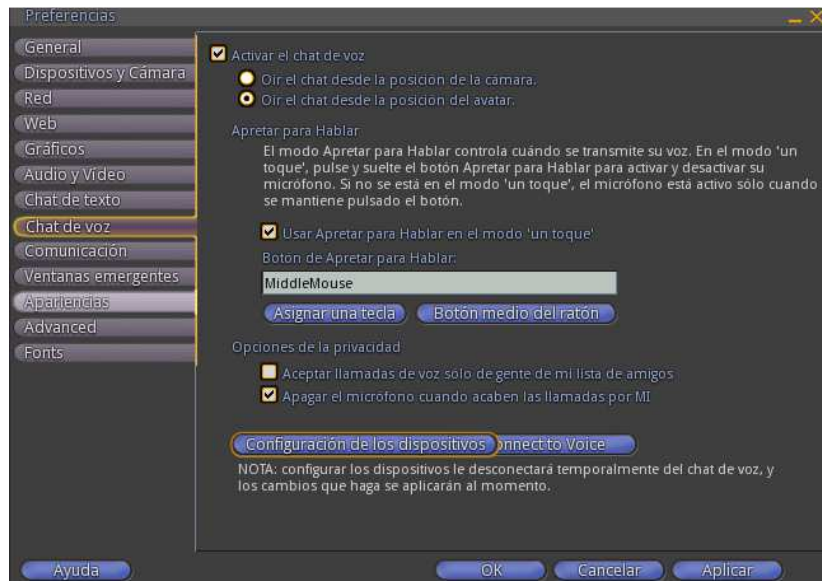 Preferencias
General
Dispositivos y Cámara
Red
Web
Gráficos
Audio y Vídeo
Chat de texto
Chat de voz
Comunicación
Ventanas emergentes
Apariencias
Advanced
Fonts
Activar el chat de voz
Oír el chat desde la posición de la cámara.
Oír el chat desde la posición del avatar.
Apretar para Hablar
El modo Apretar para Hablar controla cuándo se transmite su voz. En el modo 'un
toque', pulse y suelte el botón Apretar para Hablar para activar y desactivar su
micrófono. Si no se está en el modo 'un toque', el micrófono está activo sólo cuando
se mantiene pulsado el botón.
Usar Apretar para Hablar en el modo 'un toque'
Botón de Apretar para Hablar:
MiddleMouse
Asignar una tecla Botón medio del ratón
Opciones de la privacidad
Aceptar llamadas de voz sólo de gente de mi lista de amigos
Apagar el micrófono cuando acaben las llamadas por MI
Configuración de los dispositivos onnect to Voice
NOTA: configurar los dispositivos le desconectará temporalmente del chat de voz, y
los cambios que haga se aplicarán al momento.
Ayuda OK Cancelar Aplicar